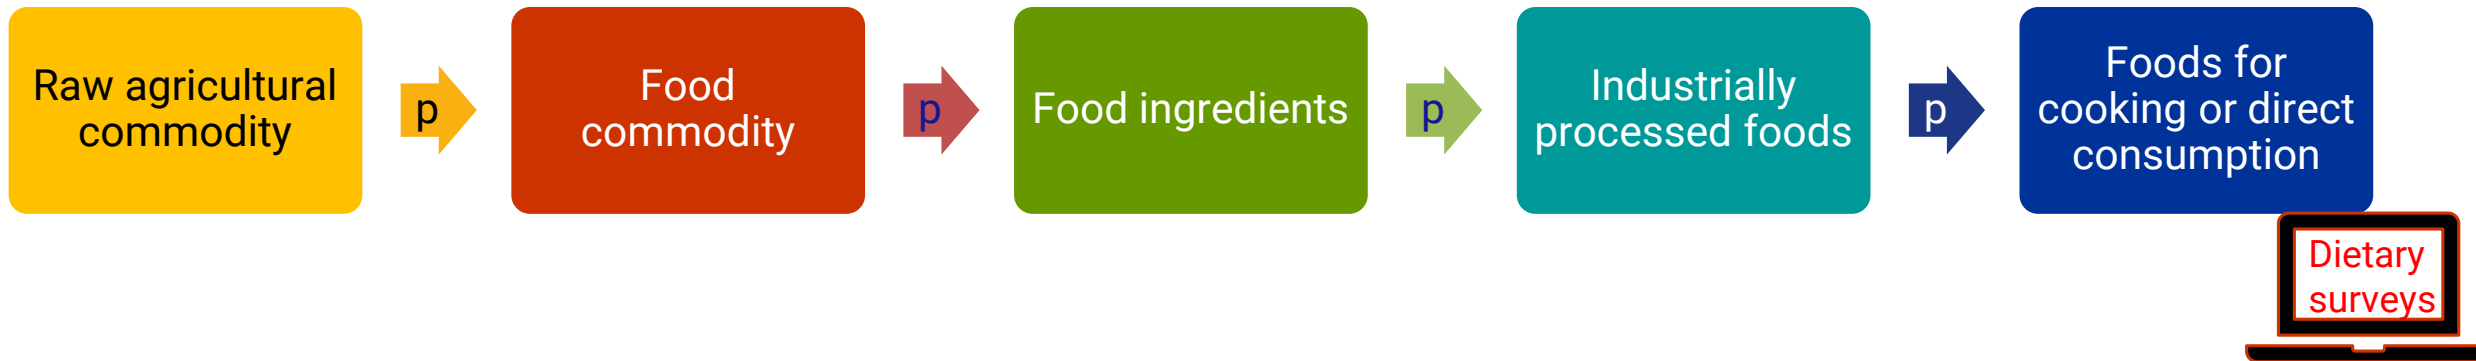 Raw agricultural
commodity
p
Food
commodity
p
Food ingredients
p
Industrially
processed foods
p
Foods for
cooking or direct
consumption
Dietary
surveys